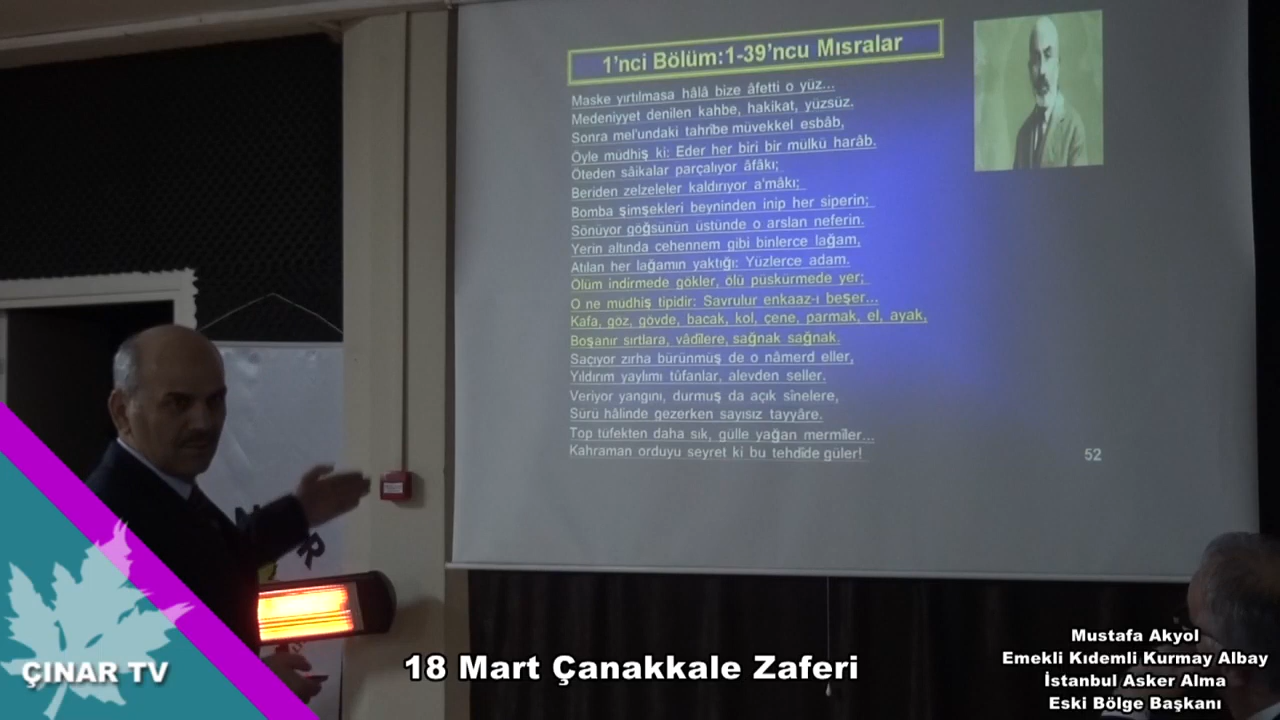 1'nci Bölüm:1-39'ncu Mısralar
Maske yırtılmasa hâlâ bize âfetti o yüz...
Medeniyyet denilen kahbe, hakikat, yüzsüz.
Sonra mel'undaki tahribe müvekkel esbâb,
Öyle müdhiş ki: Eder her biri bir mülkü harâb.
Öteden sâikalar parçalıyor âfâkı;
Beriden zelzeleler kaldırıyor a'mâkı;
Bomba şimşekleri beyninden inip her siperin;
Sönüyor göğsünün üstünde o arslan neferin.
Yerin altında cehennem gibi binlerce lağam,
Atılan her lağamın yaktığı: Yüzlerce adam.
Ölüm indirmede gökler, ölü püskürmede yer;
O ne müdhiş tipidir: Savrulur enkaaz-ı beşer...
Kafa, göz, gövde, bacak, kol, çene, parmak, el, ayak,
Boşanır sırtlara, vâdîlere, sağnak sağnak.
Saçıyor zırha bürünmüş de o nâmerd eller,
Yıldırım yaylımı tûfanlar, alevden seller.
Veriyor yangını, durmuş da açık sînelere,
Sürü hâlinde gezerken sayısız tayyâre.
Top tüfekten daha sık, gülle yağan mermîler...
Kahraman orduyu seyret ki bu tehdîde güler!
52
ÇINAR TV
18 Mart Çanakkale Zaferi
Mustafa Akyol
Emekli Kıdemli Kurmay Albay
İstanbul Asker Alma
Eski Bölge Başkanı